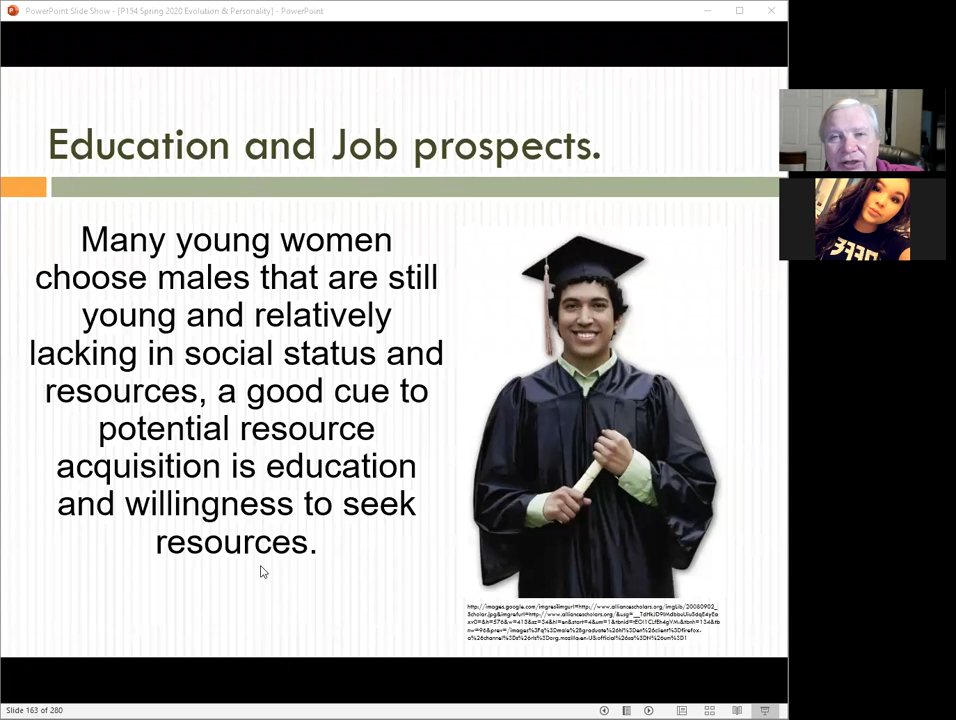 PowerPoint Slide Show - [P154 Spring 2020 Evolution & Personality] - PowerPoint
Education and Job prospects.
Many young women
choose males that are still
young and relatively
lacking in social status and
resources, a good cue to
potential resource
acquisition is education
and willingness to seek
resources.
Slide 163 of 280